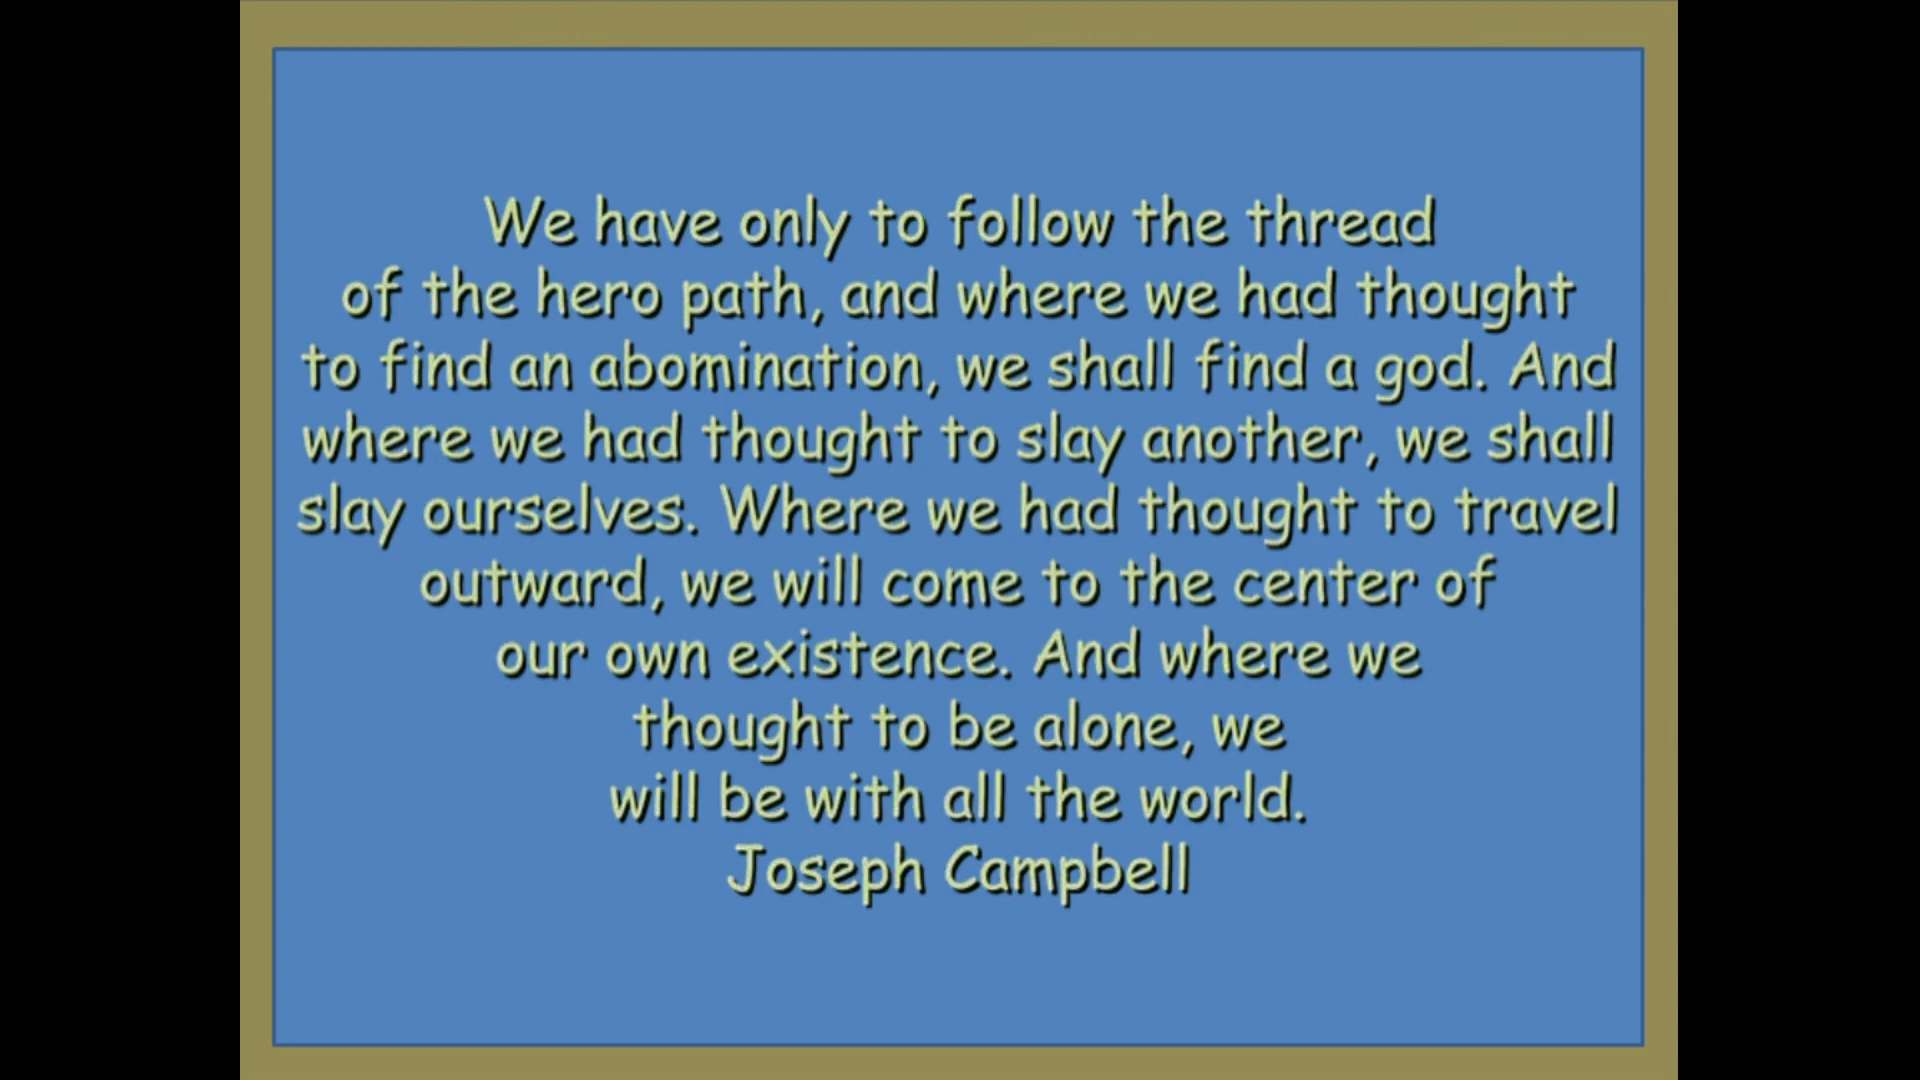 We have only to follow the thread
of the hero path, and where we had thought
to find an abomination, we shall find a god. And
where we had thought to slay another, we shall
slay ourselves. Where we had thought to travel
outward, we will come to the center of
our own existence. And where we
thought to be alone, we
will be with all the world.
Joseph Campbell